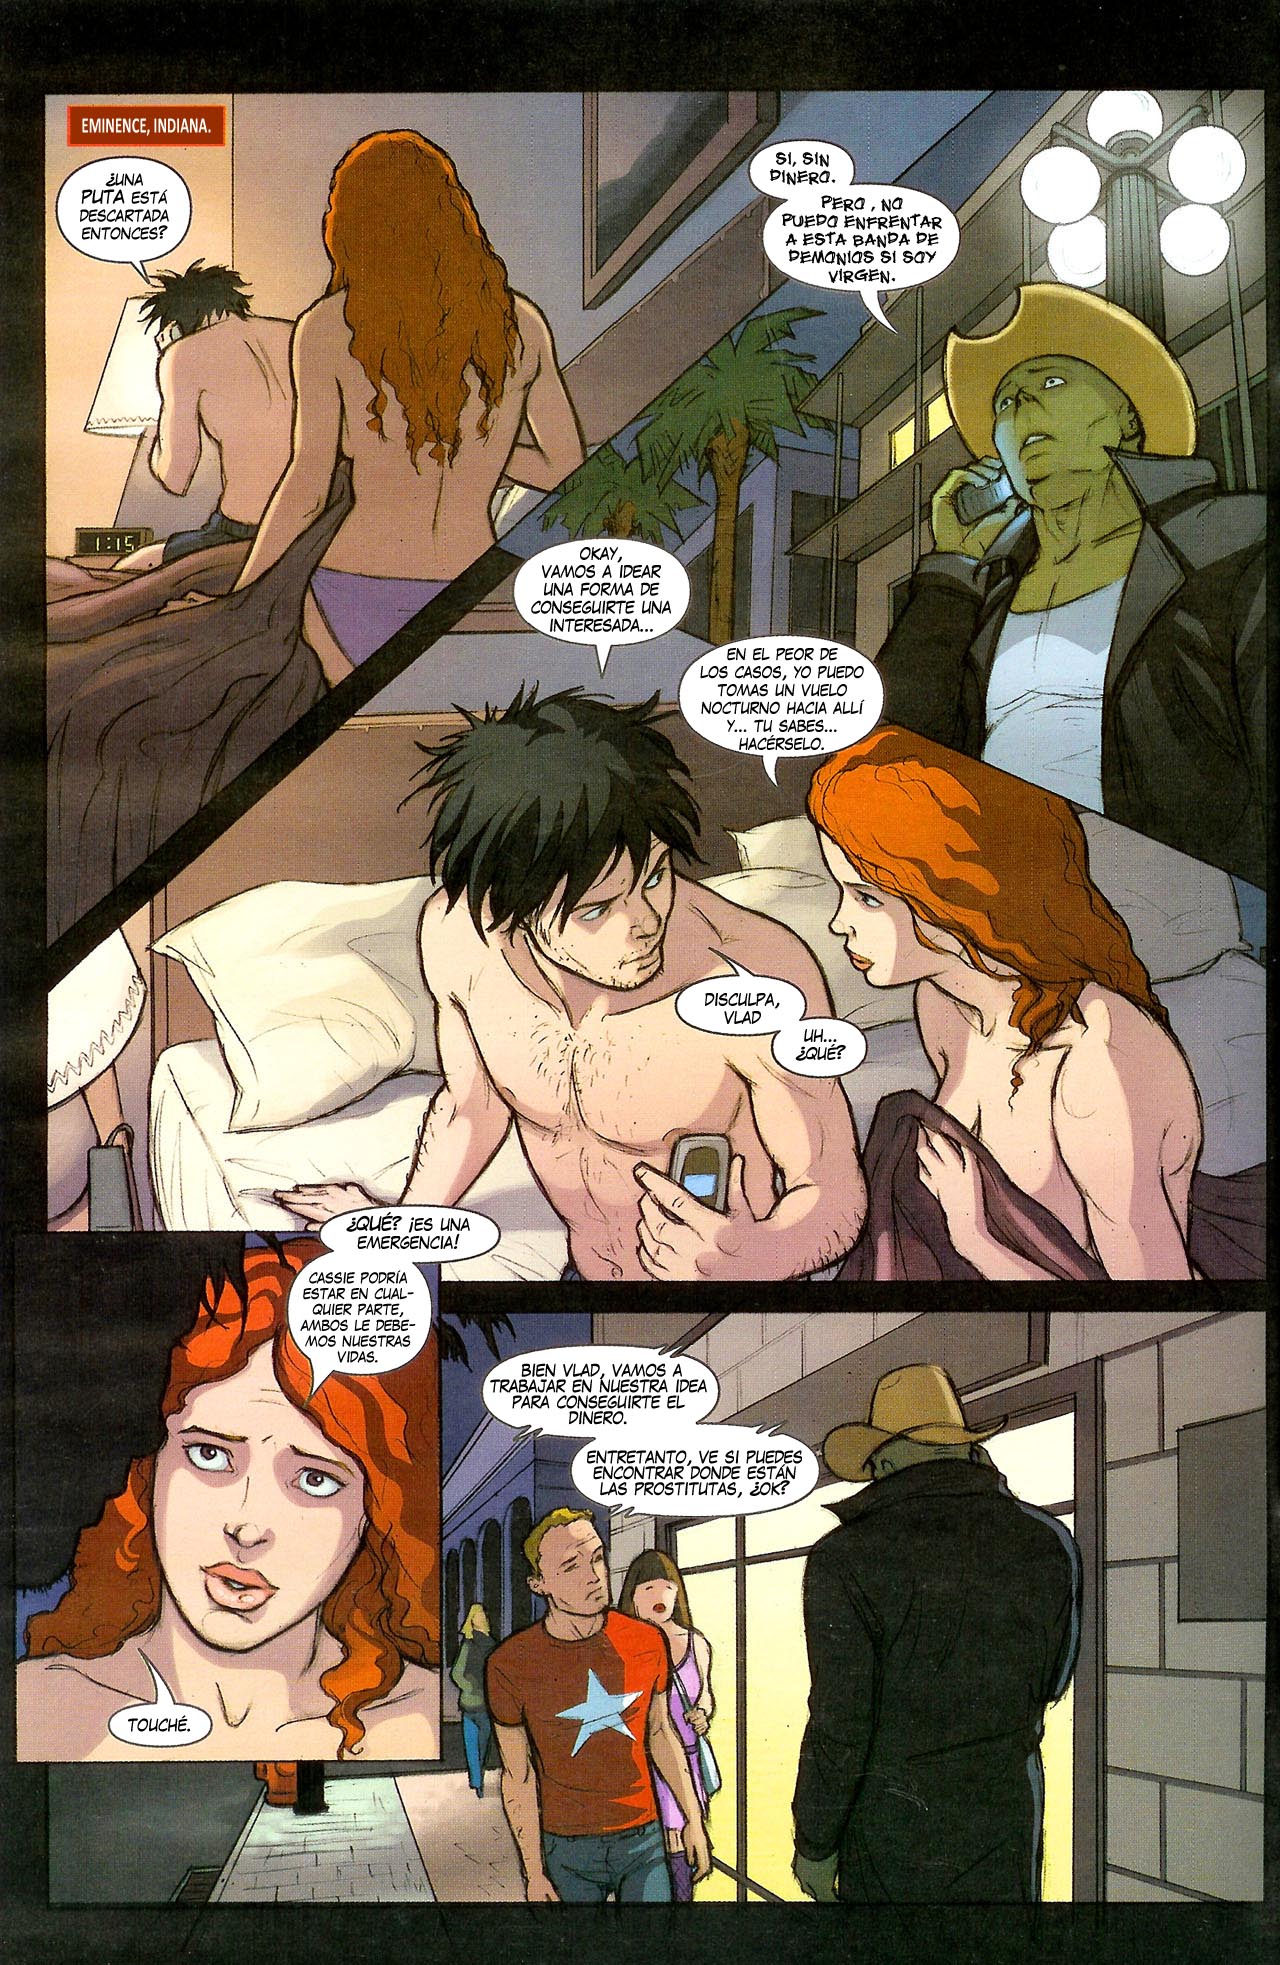 EMINENCE, INDIANA.
¿UNA
PUTA ESTÁ
DESCARTADA
ENTONCES?
SI, SIN
DINERO.
PERO, NO
PUEDO ENFRENTAR
A ESTA BANDA DE
DEMONIOS SI SOY
VIRGEN.
1:15
OKAY,
VAMOS A IDEAR
UNA FORMA DE
CONSEGUIRTE UNA
INTERESADA...
EN EL PEOR DE
LOS CASOS, YO PUEDO
TOMAS UN VUELO
NOCTURNO HACIA ALLÍ
Y... TU SABES...
HACÉRSELO.
DISCULPA,
VLAD
UH...
¿QUÉ?
¿QUÉ? ¡ES UNA
EMERGENCIA!
CASSIE PODRÍA
ESTAR EN CUAL-
QUIER PARTE,
AMBOS LE DEBE-
MOS NUESTRAS
VIDAS.
TOUCHÉ.
BIEN VLAD, VAMOS A
TRABAJAR EN NUESTRA IDEA
PARA CONSEGUIRTE EL
DINERO.
ENTRETANTO, VE SI PUEDES
ENCONTRAR DONDE ESTÁN
LAS PROSTITUTAS, ¿OK?